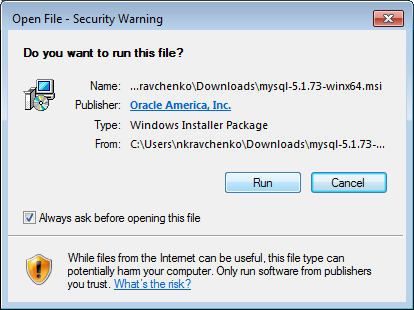 Open File - Security Warning
Do you want to run this file?
Name: ...ravchenko\Downloads\mysql-5.1.73-winx64.msi
Publisher: Oracle America, Inc.
Type: Windows Installer Package
From: C:\Users\nkravchenko\Downloads\mysql-5.1.73-...
Run Cancel
Always ask before opening this file
While files from the Internet can be useful, this file type can
potentially harm your computer. Only run software from publishers
you trust. What's the risk?